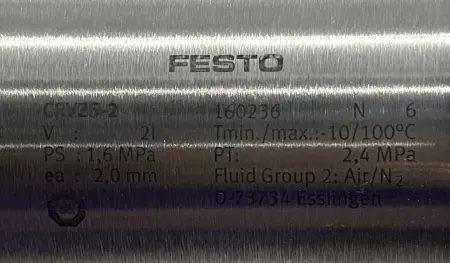 FESTO
CRVZS-2 160236 N 6
V : 2l Tmin./max.:-10/100°C
PS : 1,6 MPa PT: 2,4 MPa
ea : 2,0 mm Fluid Group 2: Air/N₂
D-73734 Esslingen